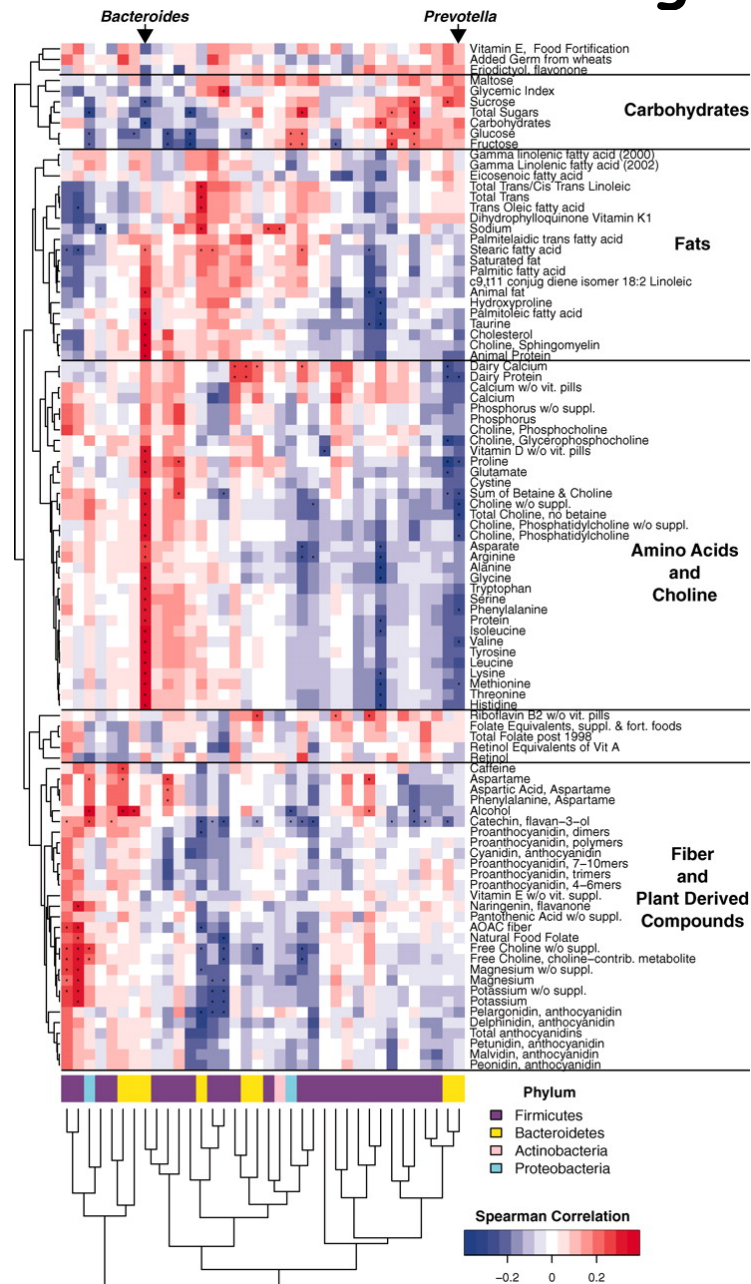 Bacteroides
Prevotella
Vitamin E, Food Fortification
Added Germ from wheats
Eriodictyol, flavonone
Maltose
Glycemic Index
Sucrose
Total Sugars
Carbohydrates
Carbohydrates
Glucose
Fructose
Gamma linolenic fatty acid (2000)
Gamma Linolenic fatty acid (2002)
Eicosenoic fatty acid
Total Trans/Cis Trans Linoleic
Total Trans
Trans Oleic fatty acid
Dihydrophylloquinone Vitamin K1
Sodium
Palmitelaidic trans fatty acid
Fats
Stearic fatty acid
Saturated fat
Palmitic fatty acid
c9,t11 conjug diene isomer 18:2 Linoleic
Animal fat
Hydroxyproline
Palmitoleic fatty acid
Taurine
Cholesterol
Choline, Sphingomyelin
Animal Protein
Dairy Calcium
Dairy Protein
Calcium w/o vit. pills
Calcium
Phosphorus w/o suppl.
Phosphorus
Choline, Phosphocholine
Choline, Glycerophosphocholine
Vitamin D w/o vit. pills
Proline
Glutamate
Cystine
Sum of Betaine & Choline
Choline w/o suppl.
Total Choline, no betaine
Choline, Phosphatidylcholine w/o suppl.
Choline, Phosphatidylcholine
Asparate
Arginine
Alanine
Glycine
Amino Acids
and
Choline
Tryptophan
Serine
Phenylalanine
Protein
Isoleucine
Valine
Tyrosine
Leucine
Lysine
Methionine
Threonine
Histidine
Riboflavin B2 w/o vit. pills
Folate Equivalents, suppl. & fort. foods
Total Folate post 1998
Retinol Equivalents of Vit A
Retinol
Caffeine
Aspartame
Aspartic Acid, Aspartame
Phenylalanine, Aspartame
Alcohol
Catechin, flavan-3-ol
Proanthocyanidin, dimers
Proanthocyanidin, polymers
Cyanidin, anthocyanidin
Proanthocyanidin, 7-10mers
Proanthocyanidin, trimers
Proanthocyanidin, 4-6mers
Vitamin E w/o vit. suppl.
Naringenin, flavanone
Pantothenic Acid w/o suppl.
Fiber
and
Plant Derived
Compounds
AOAC fiber
Natural Food Folate
Free Choline w/o suppl.
Free Choline, choline-contrib. metabolite
Magnesium w/o suppl.
Magnesium
Potassium w/o suppl.
Potassium
Pelargonidin, anthocyanidin
Delphinidin, anthocyanidin
Total anthocyanidins
Petunidin, anthocyanidin
Malvidin, anthocyanidin
Peonidin, anthocyanidin
Phylum
Firmicutes
Bacteroidetes
Actinobacteria
Proteobacteria
Spearman Correlation
-0.2 0 0.2